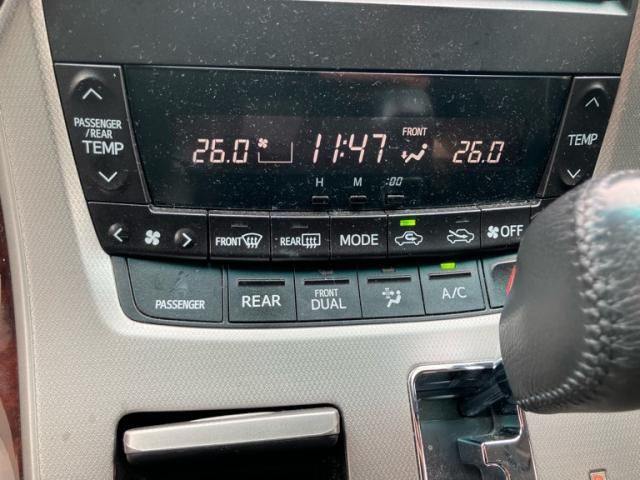 PASSENGER
/REAR
TEMP
26.0 11:47 FRONT 26.0
TEMP
H M :00
FRONT REAR MODE OFF
PASSENGER REAR FRONT DUAL A/C